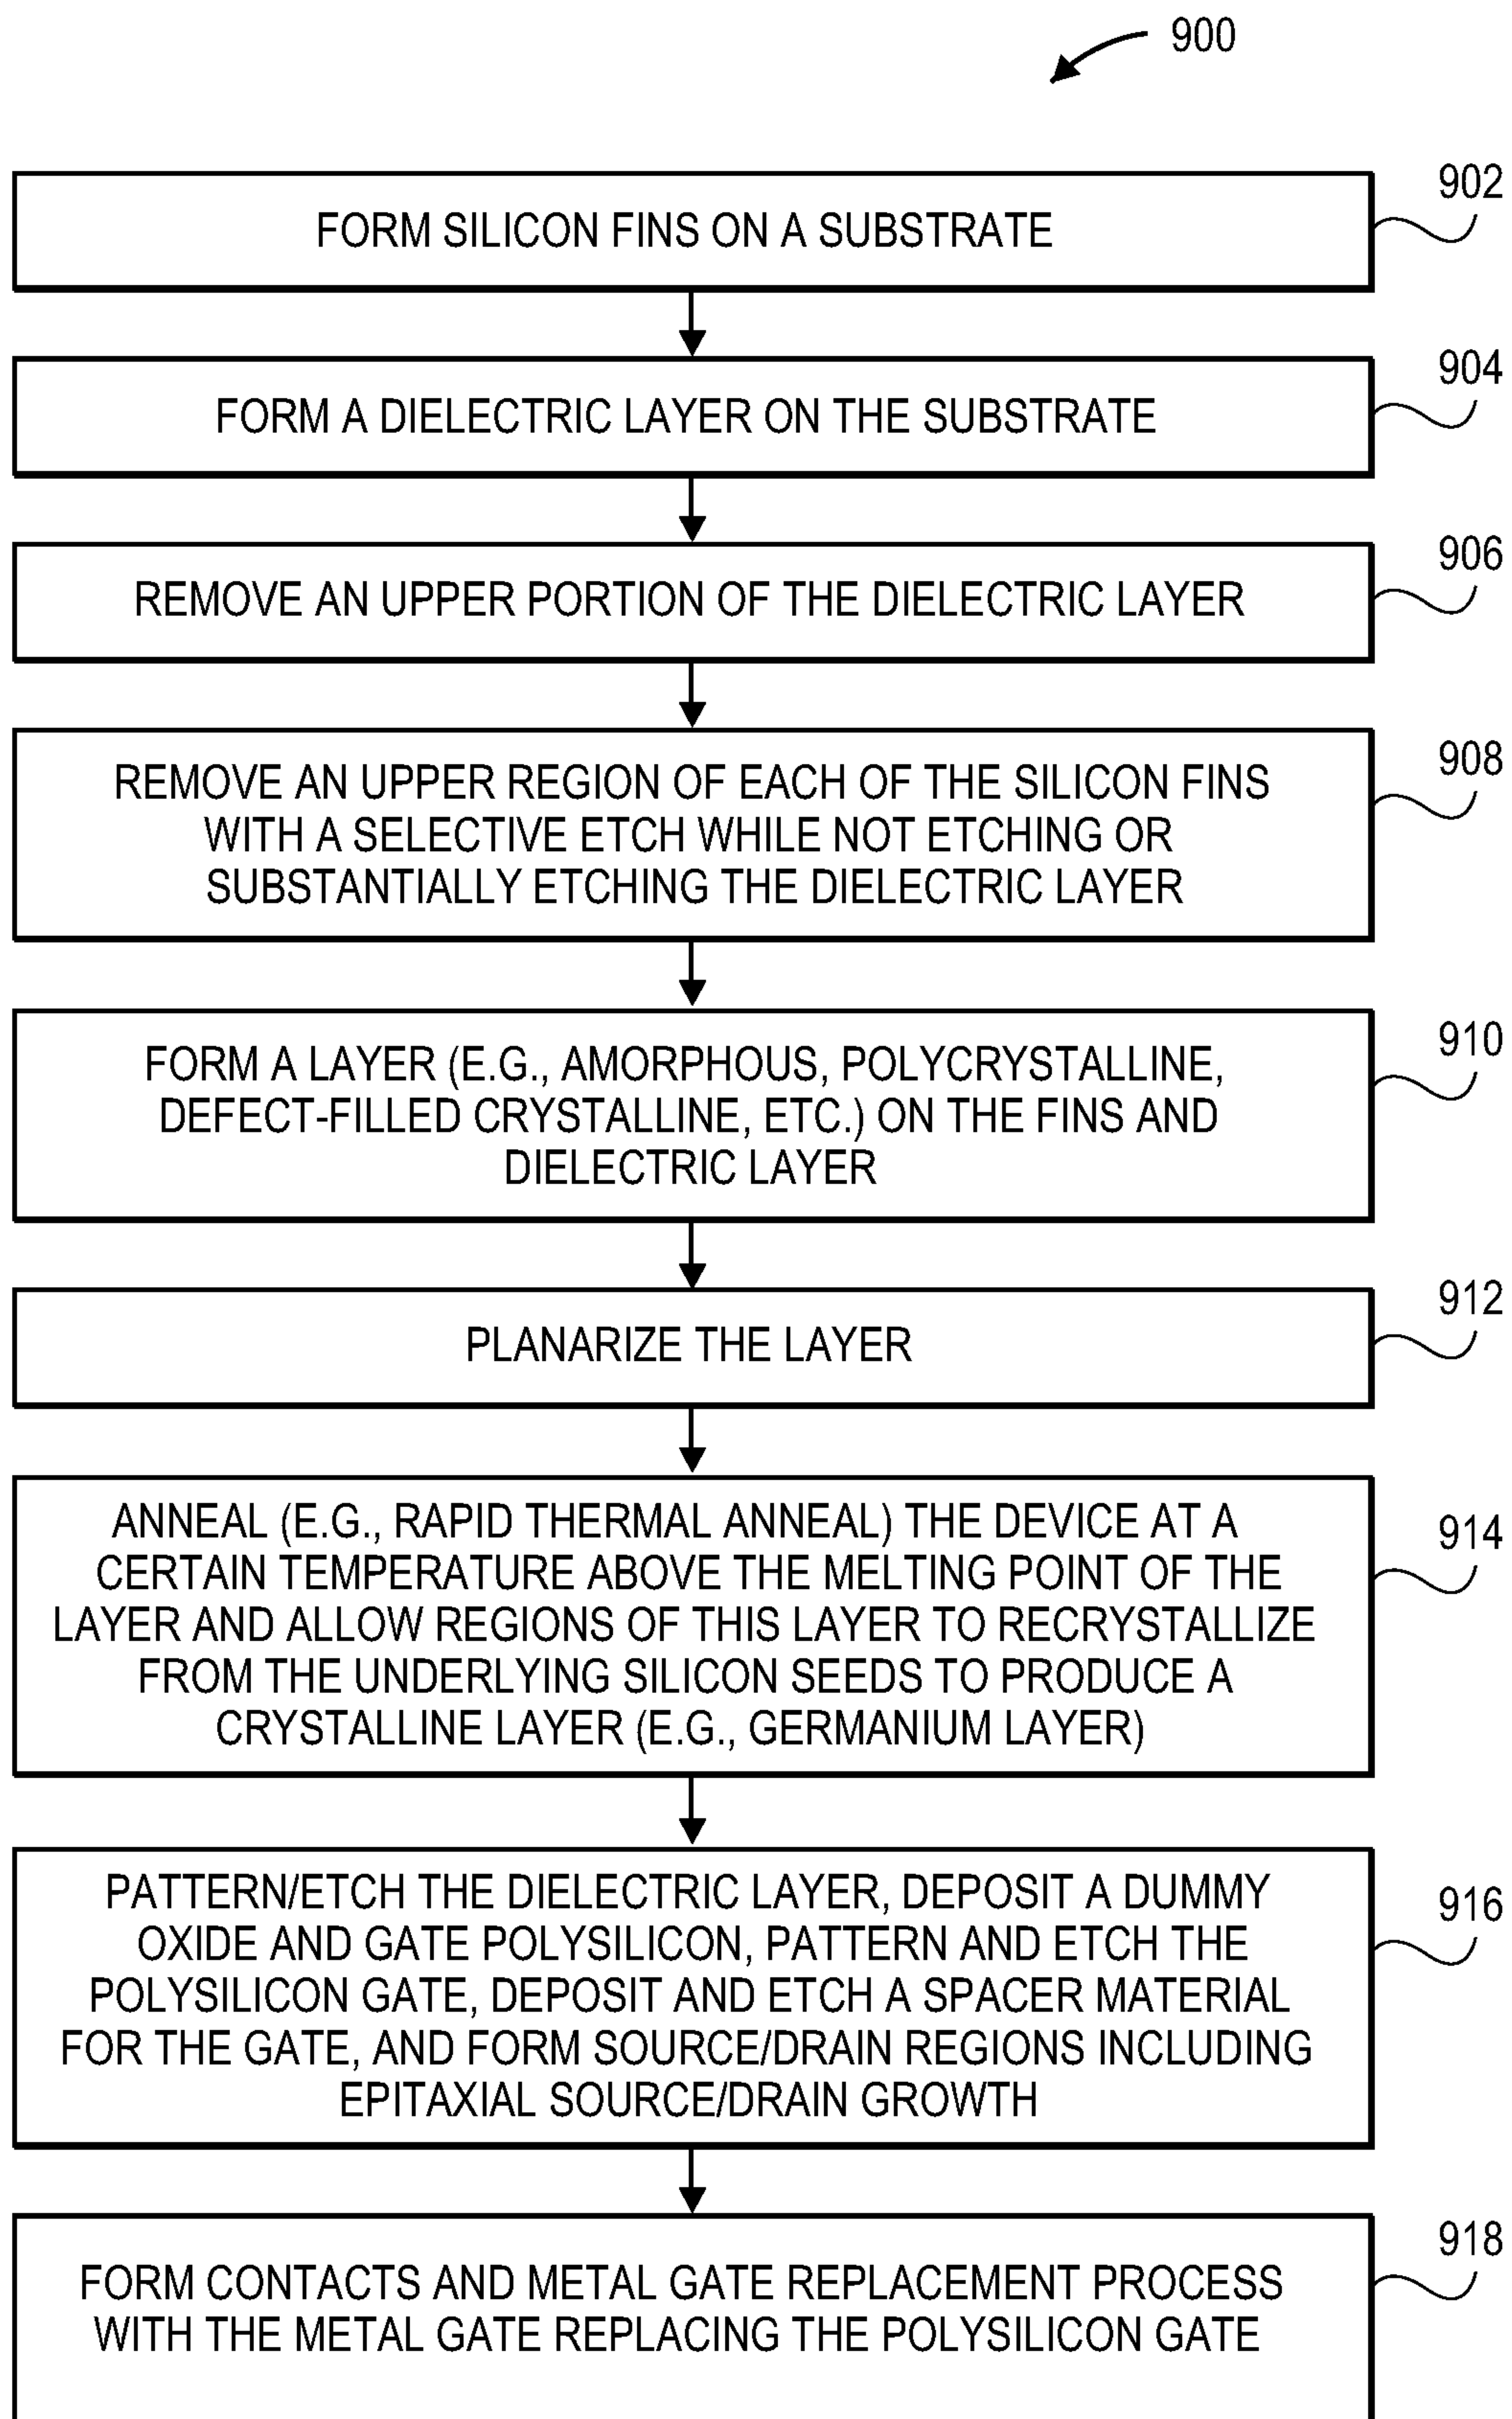 900
902
FORM SILICON FINS ON A SUBSTRATE
904
FORM A DIELECTRIC LAYER ON THE SUBSTRATE
906
REMOVE AN UPPER PORTION OF THE DIELECTRIC LAYER
908
REMOVE AN UPPER REGION OF EACH OF THE SILICON FINS
WITH A SELECTIVE ETCH WHILE NOT ETCHING OR
SUBSTANTIALLY ETCHING THE DIELECTRIC LAYER
910
FORM A LAYER (E.G., AMORPHOUS, POLYCRYSTALLINE,
DEFECT-FILLED CRYSTALLINE, ETC.) ON THE FINS AND
DIELECTRIC LAYER
912
PLANARIZE THE LAYER
914
ANNEAL (E.G., RAPID THERMAL ANNEAL) THE DEVICE AT A
CERTAIN TEMPERATURE ABOVE THE MELTING POINT OF THE
LAYER AND ALLOW REGIONS OF THIS LAYER TO RECRYSTALLIZE
FROM THE UNDERLYING SILICON SEEDS TO PRODUCE A
CRYSTALLINE LAYER (E.G., GERMANIUM LAYER)
916
PATTERN/ETCH THE DIELECTRIC LAYER, DEPOSIT A DUMMY
OXIDE AND GATE POLYSILICON, PATTERN AND ETCH THE
POLYSILICON GATE, DEPOSIT AND ETCH A SPACER MATERIAL
FOR THE GATE, AND FORM SOURCE/DRAIN REGIONS INCLUDING
EPITAXIAL SOURCE/DRAIN GROWTH
918
FORM CONTACTS AND METAL GATE REPLACEMENT PROCESS
WITH THE METAL GATE REPLACING THE POLYSILICON GATE